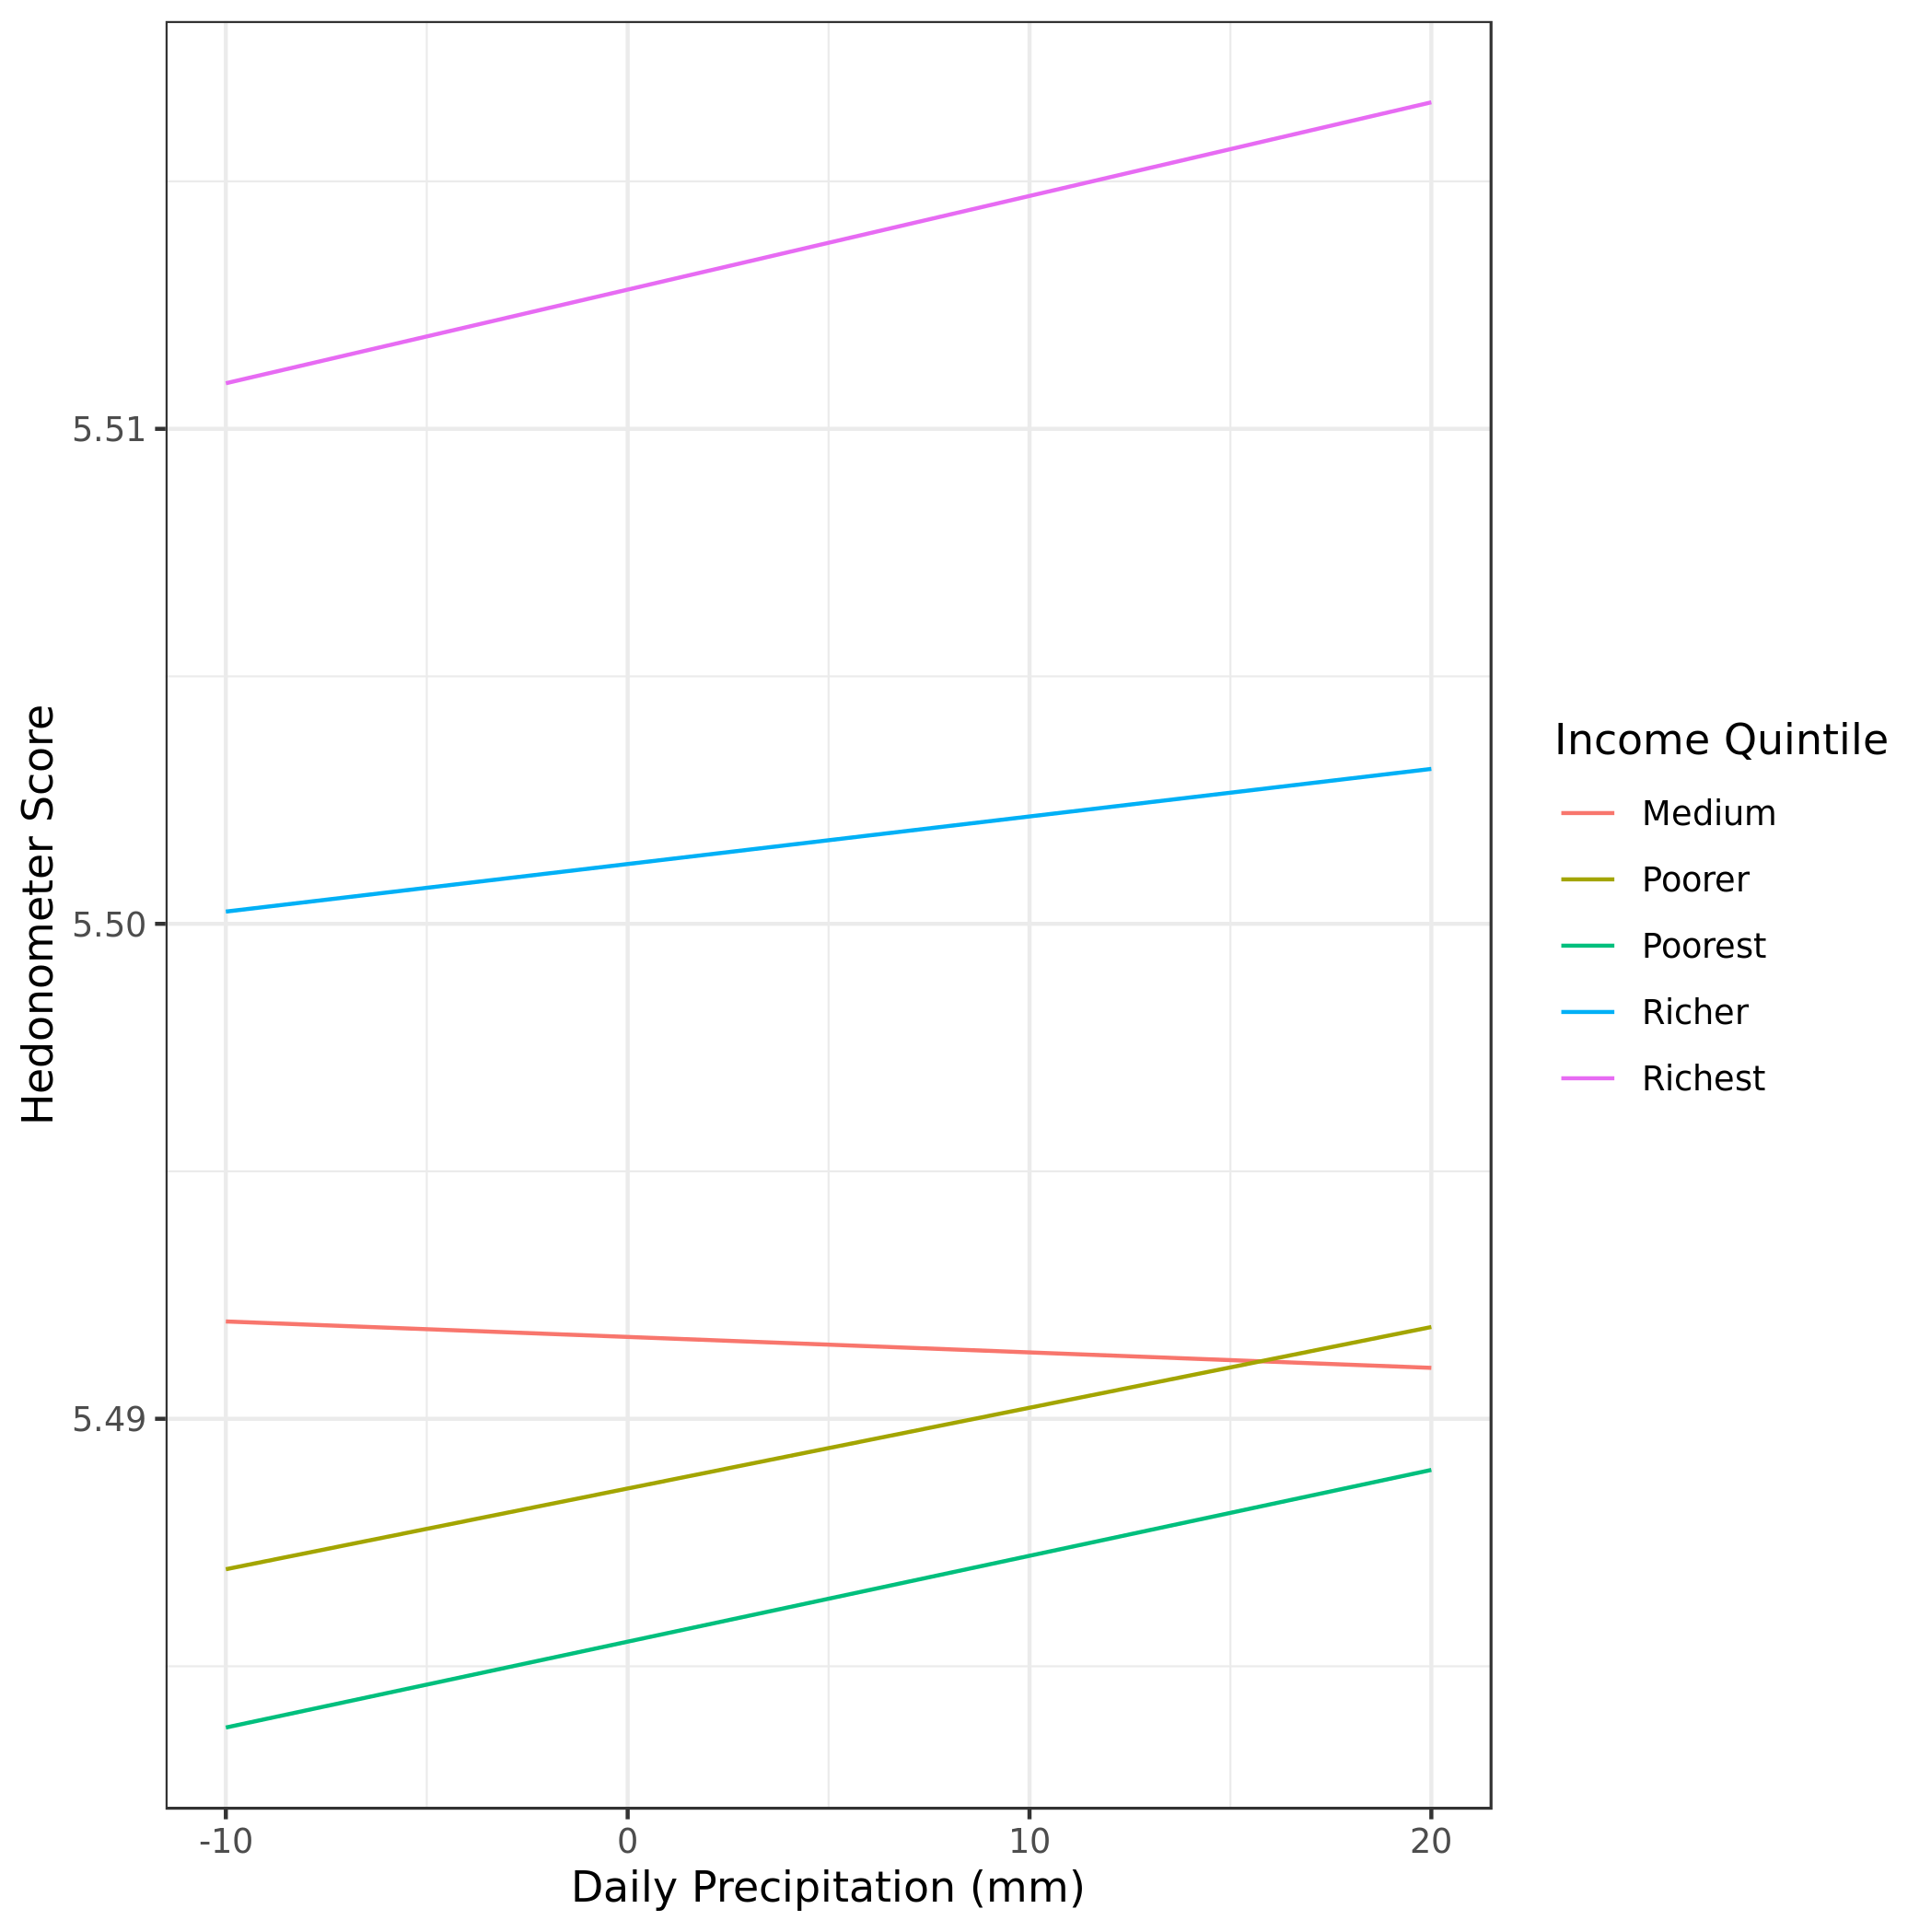 5.51
5.50
5.49
Hedonometer Score
-10
0
10
20
Daily Precipitation (mm)
Income Quintile
Medium
Poorer
Poorest
Richer
Richest